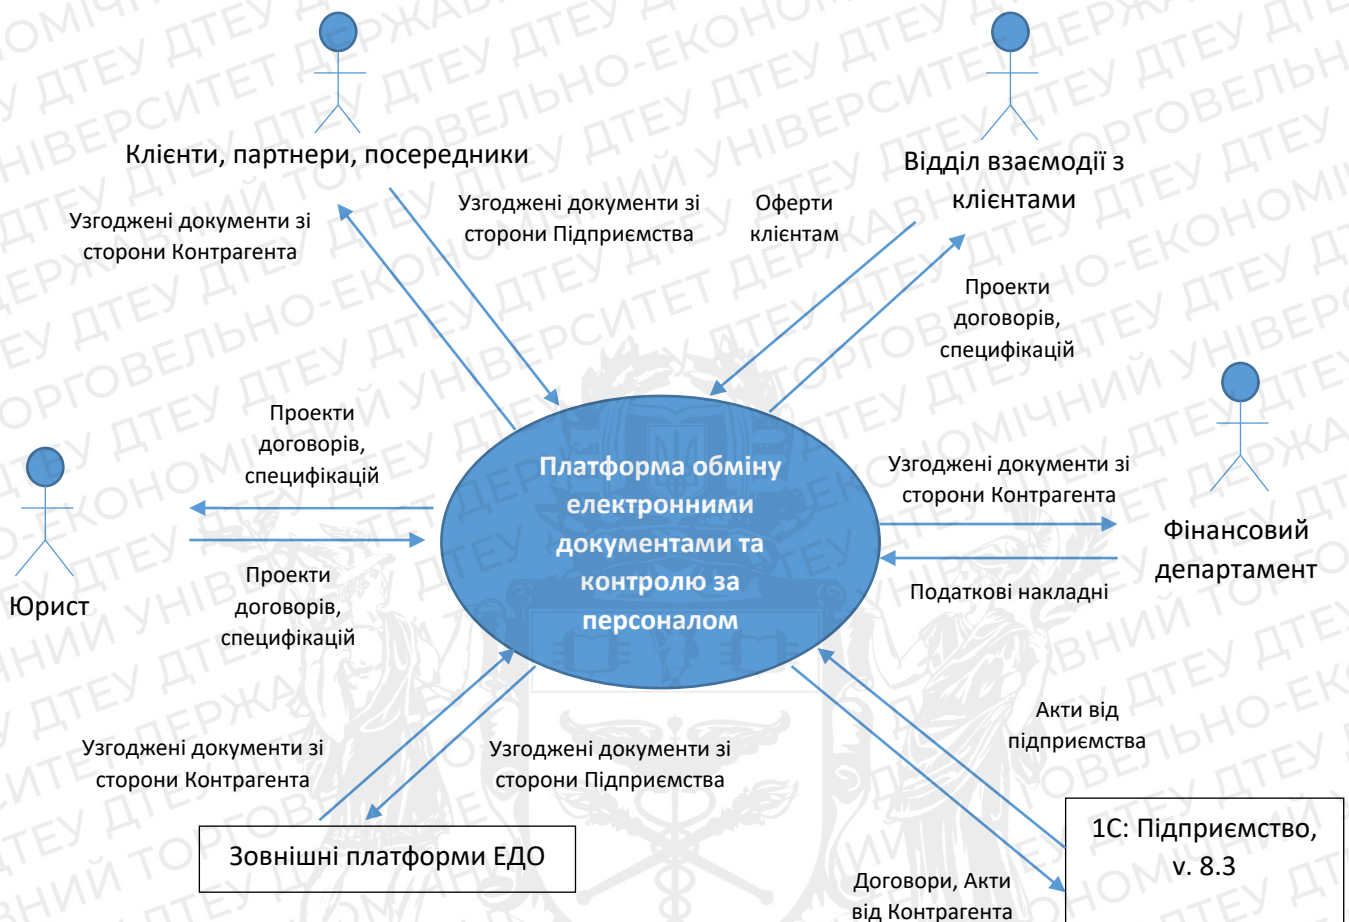 Клієнти, партнери, посередники
Відділ взаємодії з
клієнтами
Узгоджені документи зі
сторони Контрагента
Узгоджені документи зі
сторони Підприємства
Оферти
клієнтам
Проекти
договорів,
специфікацій
Проекти
договорів,
специфікацій
Платформа обміну
електронними
документами та
контролю за
персоналом
Узгоджені документи зі
сторони Контрагента
Фінансовий
департамент
Юрист
Проекти
договорів,
специфікацій
Податкові накладні
Узгоджені документи зі
сторони Контрагента
Узгоджені документи зі
сторони Підприємства
Акти від
підприємства
Зовнішні платформи ЕДО
1С: Підприємство,
v. 8.3
Договори, Акти
від Контрагента